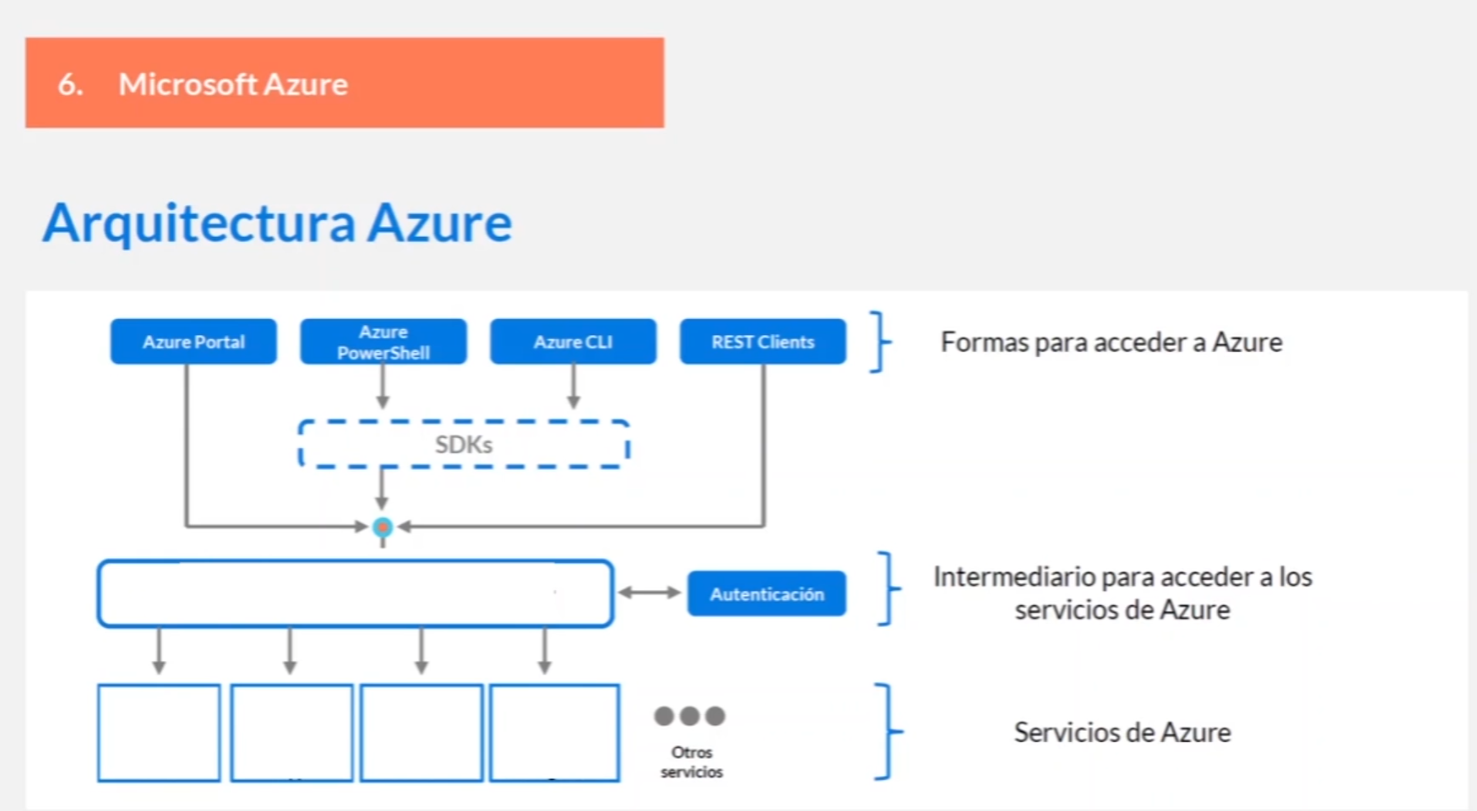 6. Microsoft Azure
Arquitectura Azure
Azure Portal
Azure
PowerShell
Azure CLI
REST Clients
Formas para acceder a Azure
SDKs
Autenticación
Intermediario para acceder a los
servicios de Azure
Otros
servicios
Servicios de Azure